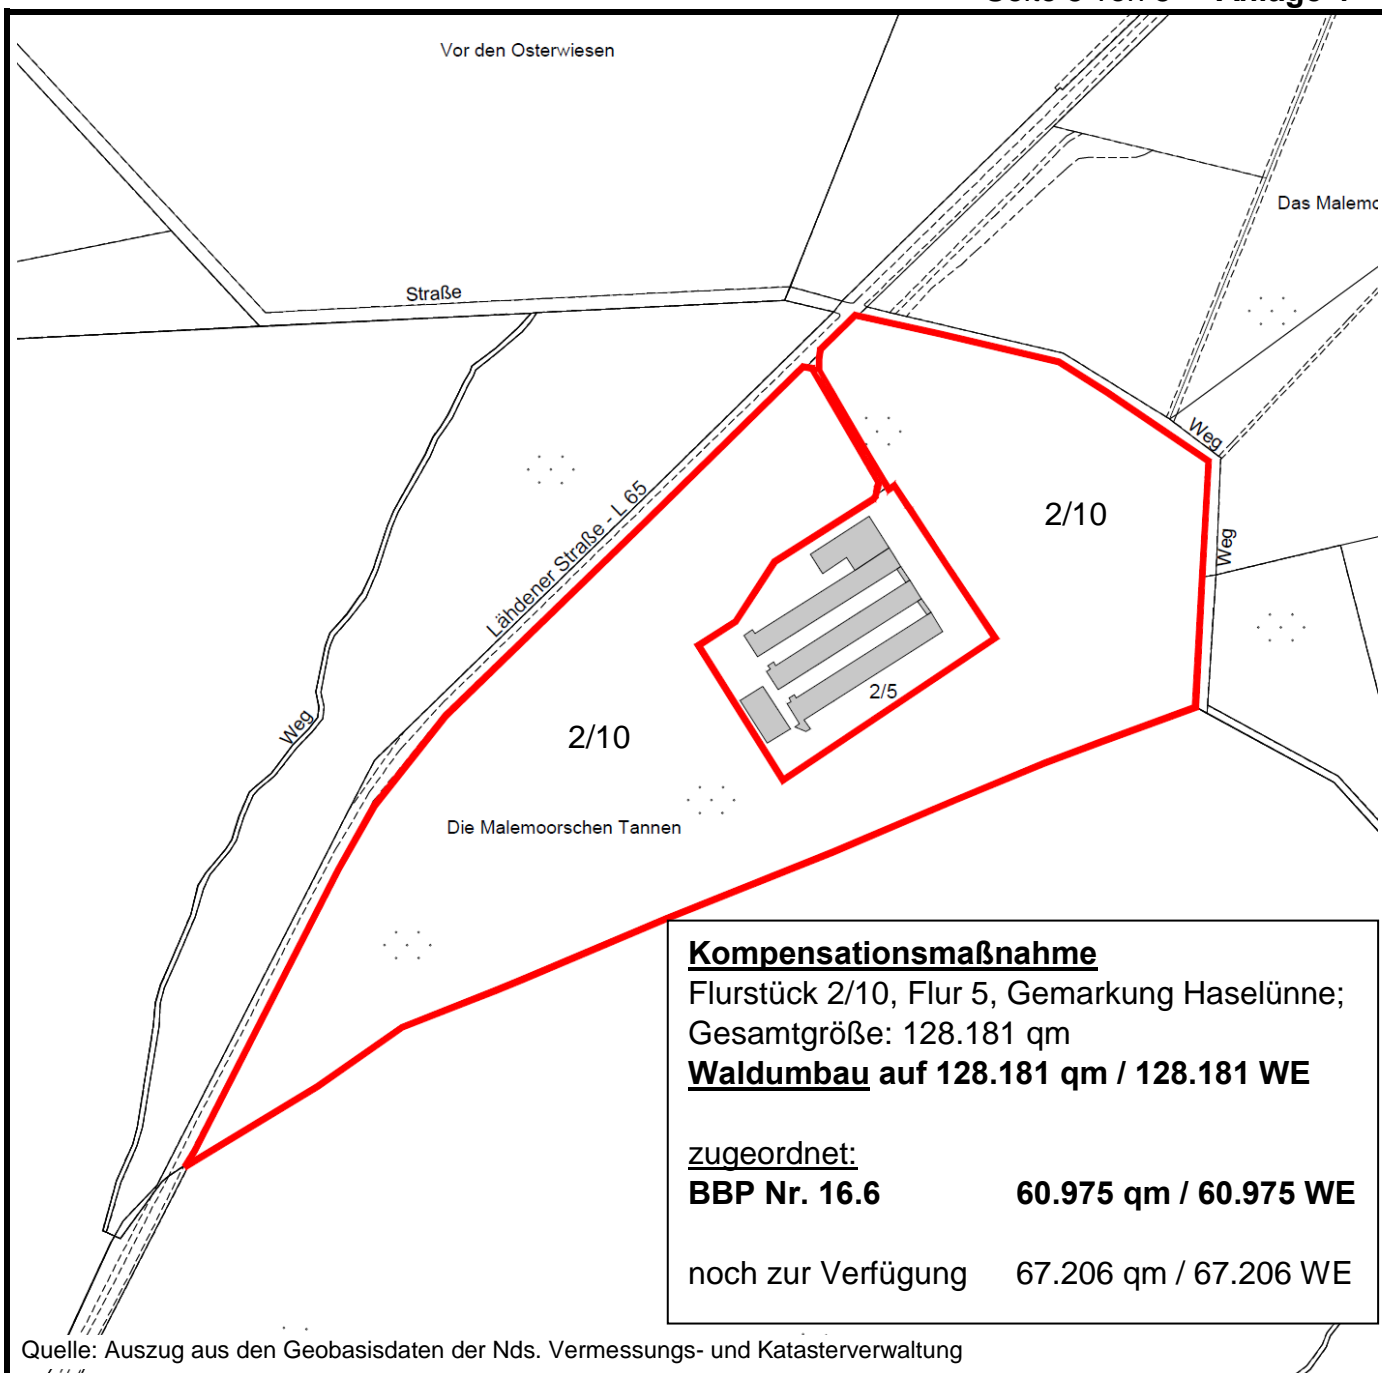 Vor den Osterwiesen
Das Malemo
Straße
Weg
Lähdener Straße - L 65
2/10
Weg
2/5
Weg
2/10
Die Malemoorschen Tannen
Kompensationsmaßnahme
Flurstück 2/10, Flur 5, Gemarkung Haselünne;
Gesamtgröße: 128.181 qm
Waldumbau auf 128.181 qm / 128.181 WE
zugeordnet:
BBP Nr. 16.6 60.975 qm / 60.975 WE
noch zur Verfügung 67.206 qm / 67.206 WE
Quelle: Auszug aus den Geobasisdaten der Nds. Vermessungs- und Katasterverwaltung